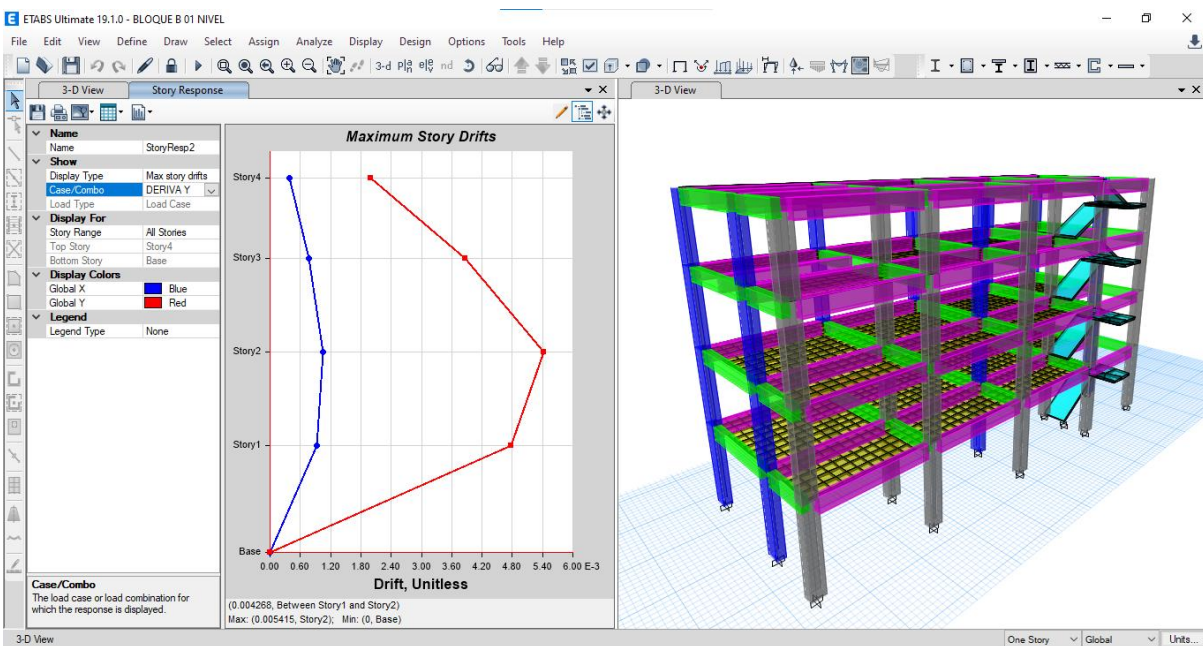 ETABS Ultimate 19.1.0 - BLOQUE B 01 NIVEL
File Edit View Define Draw Select Assign Analyze Display Design Options Tools Help
3-d
nd
3-D View
Story Response
3-D View
Name
Name StoryResp2
Show
Display Type Max story drifts
Case/Combo DERIVA Y
Load Type Load Case
Display For
Story Range All Stories
Top Story Story4
Bottom Story Base
Display Colors
Global X Blue
Global Y Red
Legend
Legend Type None
Case/Combo
The load case or load combination for
which the response is displayed.
Maximum Story Drifts
Story4
Story3
Story2
Story1
Base
0.00 0.60 1.20 1.80 2.40 3.00 3.60 4.20 4.80 5.40 6.00 E-3
Drift, Unitless
(0.004268, Between Story1 and Story2)
Max: (0.005415, Story2); Min: (0, Base)
3-D View
One Story Global Units...